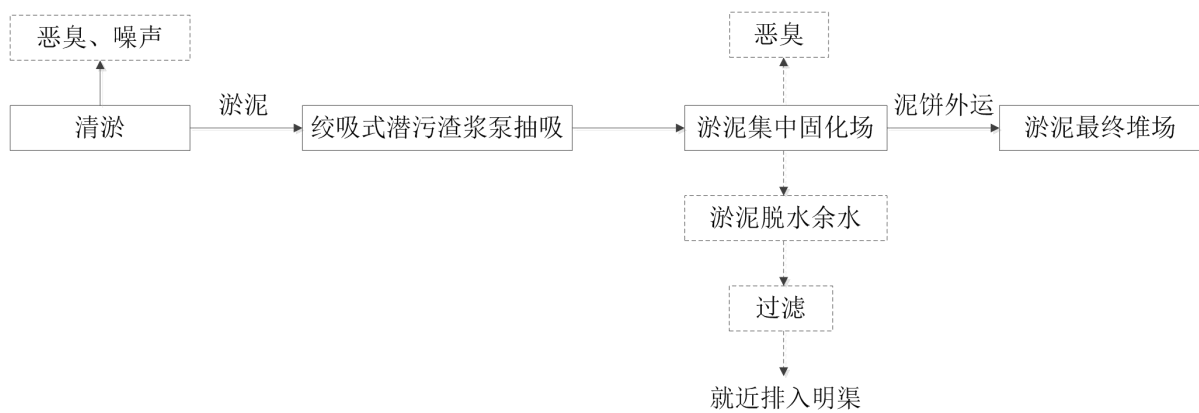 恶臭、噪声
恶臭
清淤
淤泥
绞吸式潜污渣浆泵抽吸
淤泥集中固化场
泥饼外运
淤泥最终堆场
淤泥脱水余水
过滤
就近排入明渠